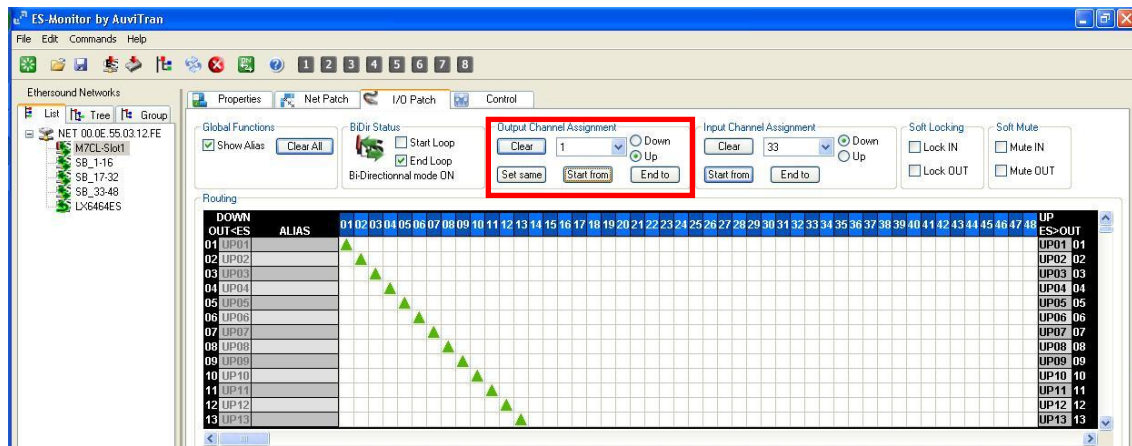 ES-Monitor by AuviTran
File Edit Commands Help
1 2 3 4 5 6 7 8
Ethersound Networks
List Tree Group
NET 00.0E.55.03.12.FE
M7CL-Slot1
SB_1-16
SB_17-32
SB_33-48
LX6464ES
Properties Net Patch I/O Patch Control
Global Functions
Show Alias Clear All
BiDir Status
Start Loop
End Loop
Bi-Directionnal mode ON
Output Channel Assignment
Clear 1 Down
Up
Set same Start from End to
Input Channel Assignment
Clear 33 Down
Up
Start from End to
Soft Locking
Lock IN
Lock OUT
Soft Mute
Mute IN
Mute OUT
Routing
DOWN OUT<ES ALIAS 01 02 03 04 05 06 07 08 09 10 11 12 13 14 15 16 17 18 19 20 21 22 23 24 25 26 27 28 29 30 31 32 33 34 35 36 37 38 39 40 41 42 43 44 45 46 47 48 UP ES>OUT
01 UP01 UP01 01
02 UP02 UP02 02
03 UP03 UP03 03
04 UP04 UP04 04
05 UP05 UP05 05
06 UP06 UP06 06
07 UP07 UP07 07
08 UP08 UP08 08
09 UP09 UP09 09
10 UP10 UP10 10
11 UP11 UP11 11
12 UP12 UP12 12
13 UP13 UP13 13